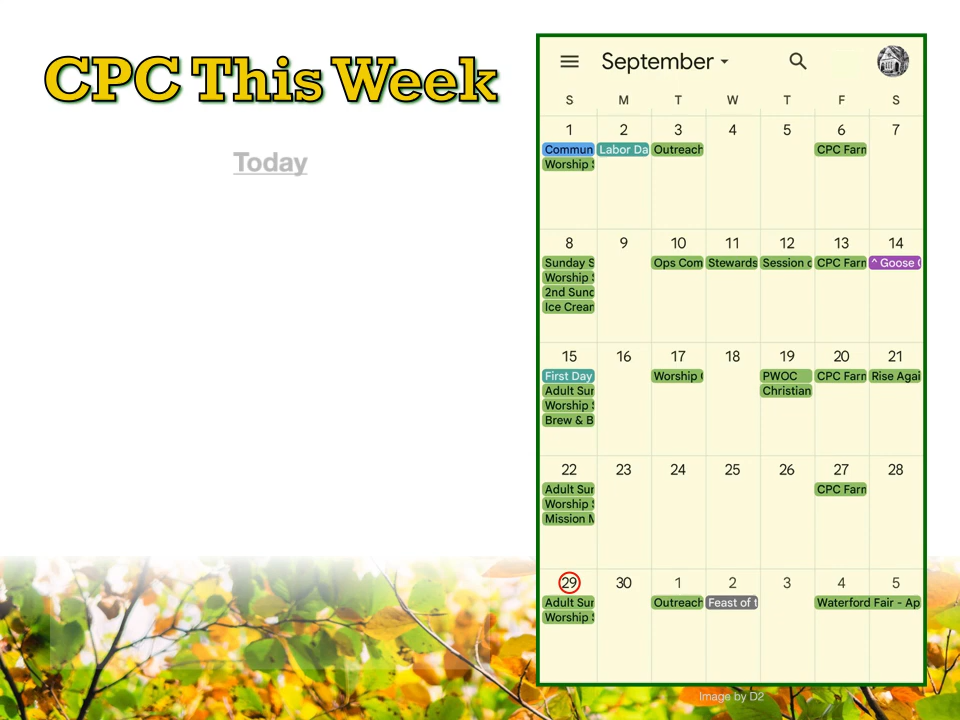 CPC This Week
Today
September
S M T W T F S
1 2 3 4 5 6 7
Commun Labor Da Outreach CPC Farn
Worship S
8 9 10 11 12 13 14
Sunday S Ops Com Stewards Session c CPC Farn ^ Goose
Worship S
2nd Sund
Ice Crear
15 16 17 18 19 20 21
First Day Worship PWOC CPC Farn Rise Agai
Adult Sur Christian
Worship S
Brew & B
22 23 24 25 26 27 28
Adult Sur CPC Farn
Worship S
Mission M
29 30 1 2 3 4 5
Adult Sur Outreach Feast of Waterford Fair - Ap
Worship S
Image by D2